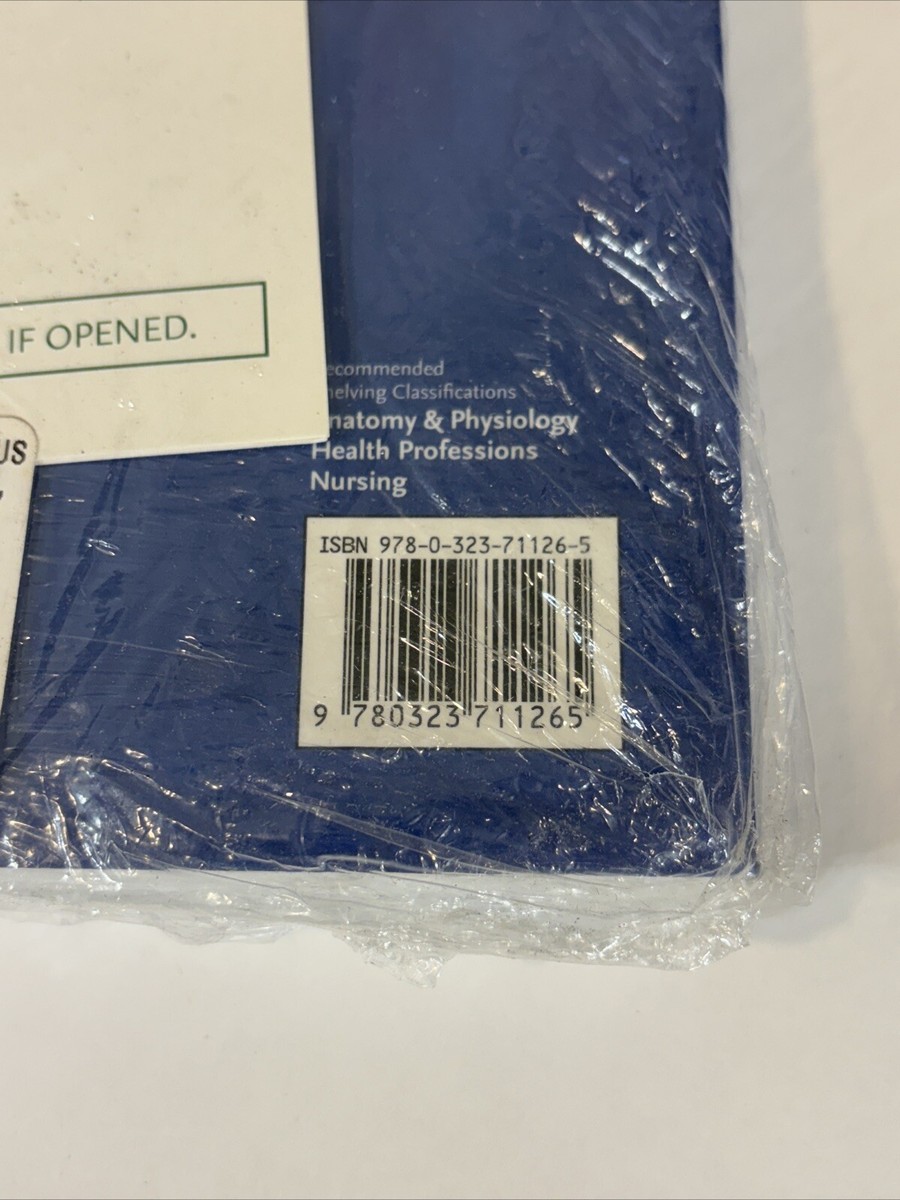 IF OPENED.
US
ecommended
helving Classifications
natomy & Physiology
Health Professions
Nursing
ISBN 978-0-323-71126-5
9 780323 711265